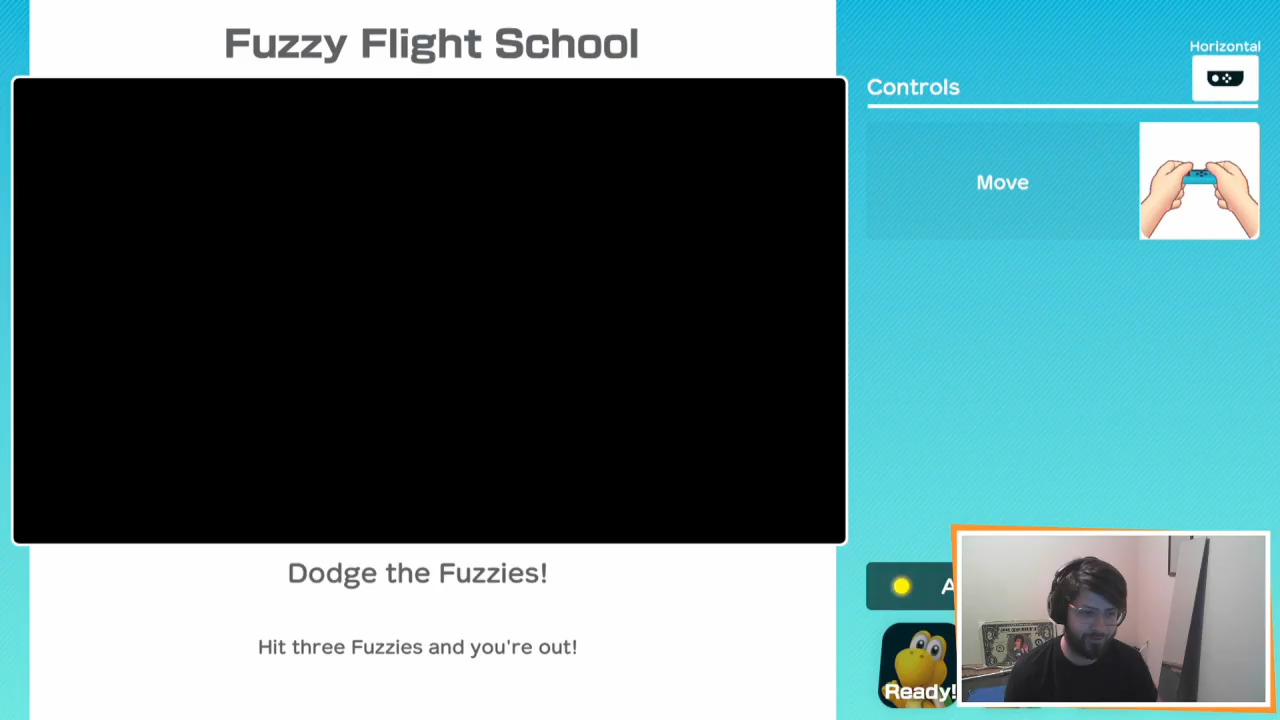 Fuzzy Flight School
Horizontal
Controls
Move
Dodge the Fuzzies!
Hit three Fuzzies and you're out!
Ready!